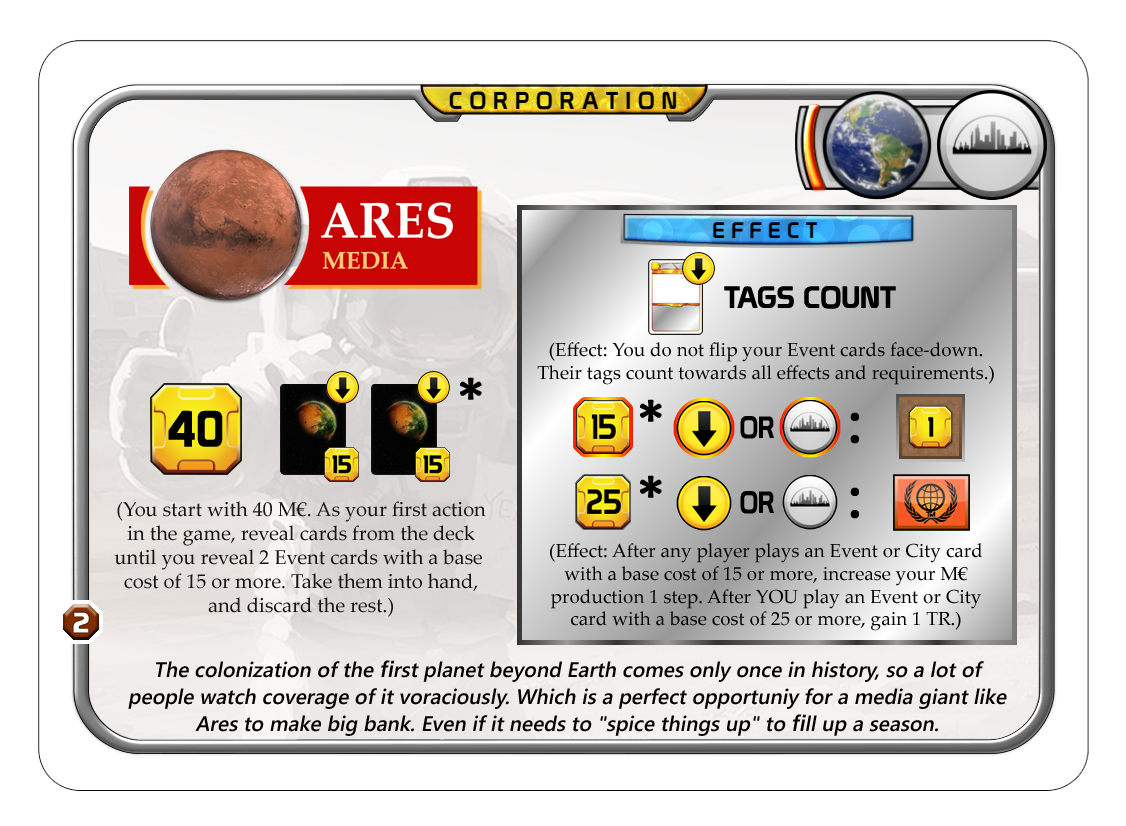 CORPORATION
ARES
MEDIA
40
15
15
*
(You start with 40 M€. As your first action
in the game, reveal cards from the deck
until you reveal 2 Event cards with a base
cost of 15 or more. Take them into hand,
and discard the rest.)
EFFECT
TAGS COUNT
(Effect: You do not flip your Event cards face-down.
Their tags count towards all effects and requirements.)
15 * OR : 1
25 * OR :
(Effect: After any player plays an Event or City card
with a base cost of 15 or more, increase your M€
production 1 step. After YOU play an Event or City
card with a base cost of 25 or more, gain 1 TR.)
2
The colonization of the first planet beyond Earth comes only once in history, so a lot of
people watch coverage of it voraciously. Which is a perfect opportuniy for a media giant like
Ares to make big bank. Even if it needs to "spice things up" to fill up a season.